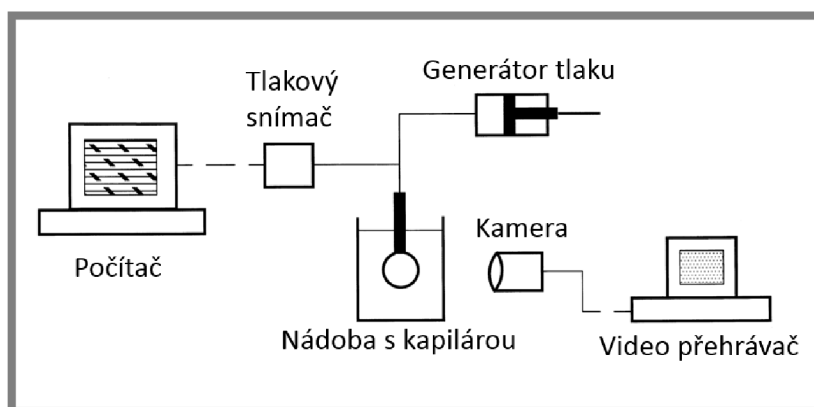 Generátor tlaku
Tlakový
snímač
Kamera
Počítač
Nádoba s kapilárou
Video přehrávač